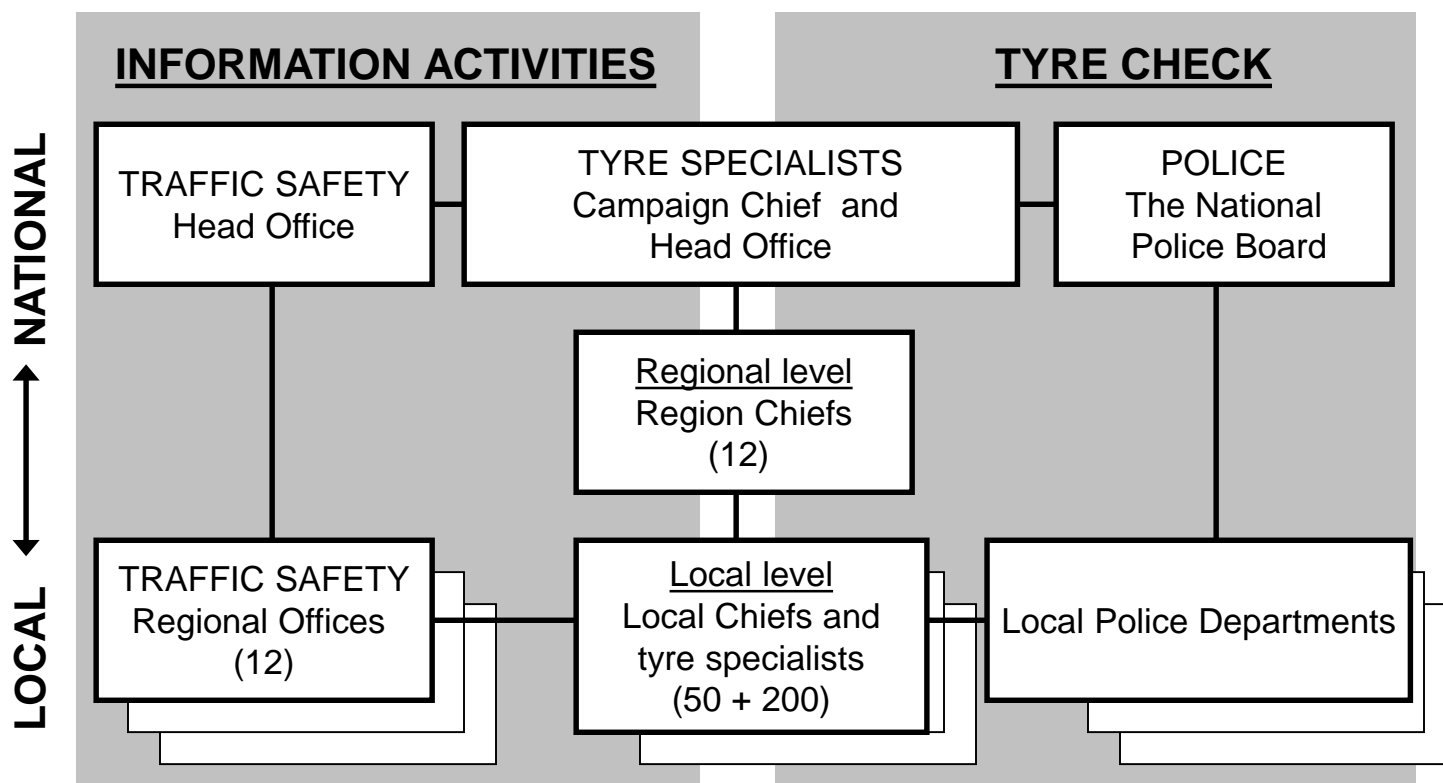 INFORMATION ACTIVITIES
TYRE CHECK
NATIONAL
LOCAL
TRAFFIC SAFETY
Head Office
TYRE SPECIALISTS
Campaign Chief and
Head Office
POLICE
The National
Police Board
Regional level
Region Chiefs
(12)
TRAFFIC SAFETY
Regional Offices
(12)
Local level
Local Chiefs and
tyre specialists
(50 + 200)
Local Police Departments